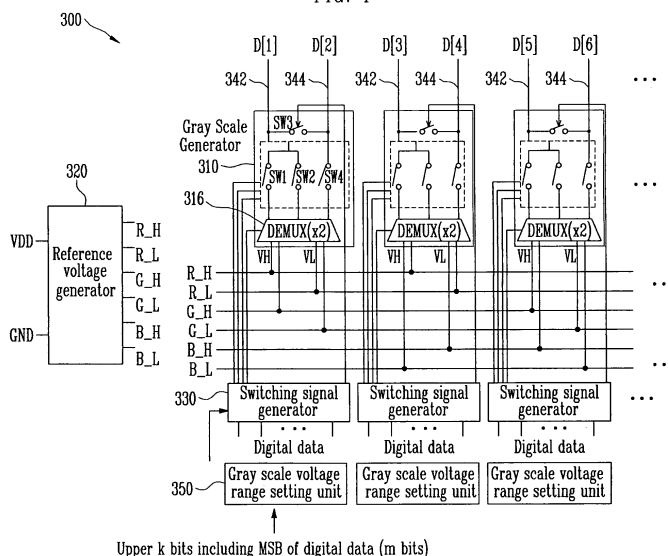 300
D[1] D[2] D[3] D[4] D[5] D[6]
342 344 342 344 342 344
...
Gray Scale
Generator
SW3
310
SW1 SW2 SW4
...
316
DEMUX(x2) DEMUX(x2) DEMUX(x2)
VH VL VH VL VH VL
320
VDD
GND
Reference
voltage
generator
R_H
R_L
G_H
G_L
B_H
B_L
R_H
R_L
G_H
G_L
B_H
B_L
330
Switching signal
generator
Switching signal
generator
Switching signal
generator
...
... ... ...
Digital data Digital data Digital data
350
Gray scale voltage
range setting unit
Gray scale voltage
range setting unit
Gray scale voltage
range setting unit
Upper k bits including MSB of digital data (m bits)